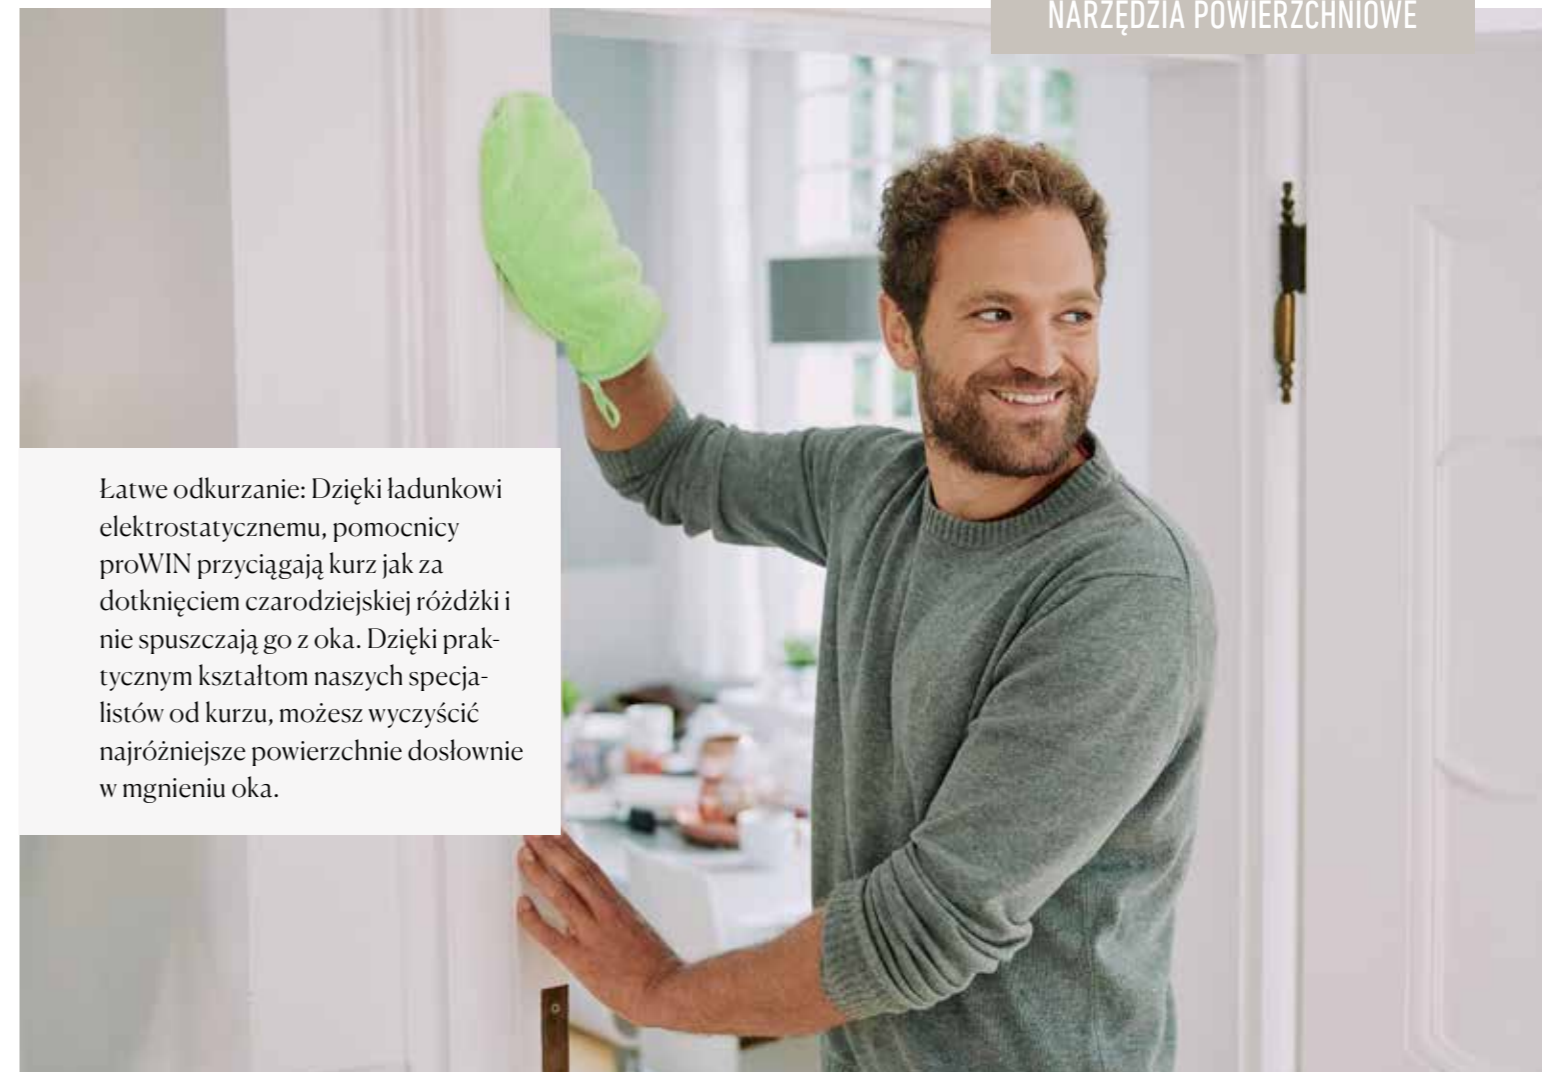 NARZĘDZIA POWIERZCHNIOWE
Łatwe odkurzanie: Dzięki ładunkowi
elektrostatycznemu, pomocnicy
proWIN przyciągają kurz jak za
dotknięciem czarodziejskiej różdżki i
nie spuszczają go z oka. Dzięki prak-
tycznym kształtom naszych specja-
listów od kurzu, możesz wyczyścić
najróżniejsze powierzchnie dosłownie
w mgnieniu oka.